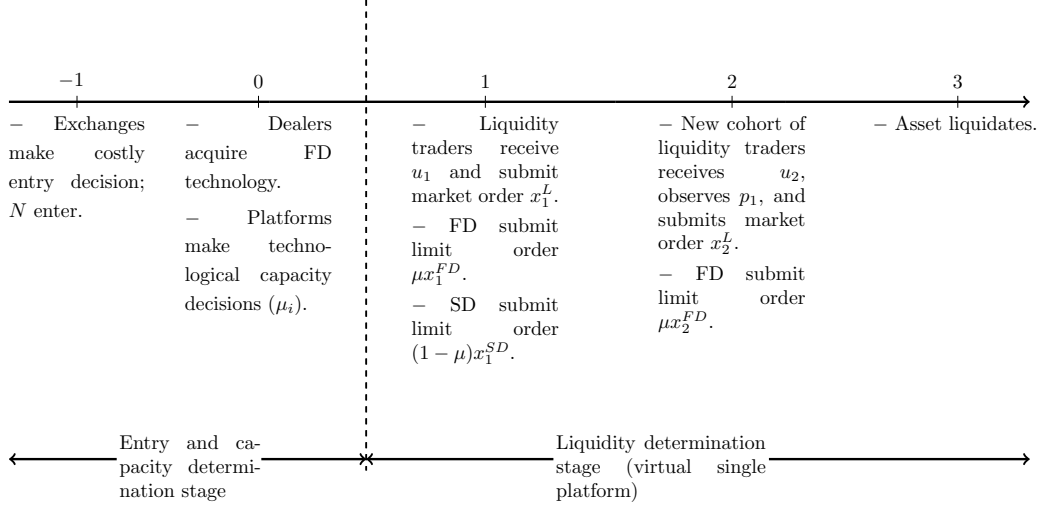 −1
0
1
2
3
− Exchanges
make costly
entry decision;
N enter.
− Dealers
acquire FD
technology.
− Platforms
make techno-
logical capacity
decisions (μᵢ).
− Liquidity
traders receive
u₁ and submit
market order x₁ᴸ.
− FD submit
limit order
μx₁ᶠᴰ.
− SD submit
limit order
(1 − μ)x₁ˢᴰ.
− New cohort of
liquidity traders
receives u₂,
observes p₁, and
submits market
order x₂ᴸ.
− FD submit
limit order
μx₂ᶠᴰ.
− Asset liquidates.
Entry and ca-
pacity determi-
nation stage
Liquidity determination
stage (virtual single
platform)